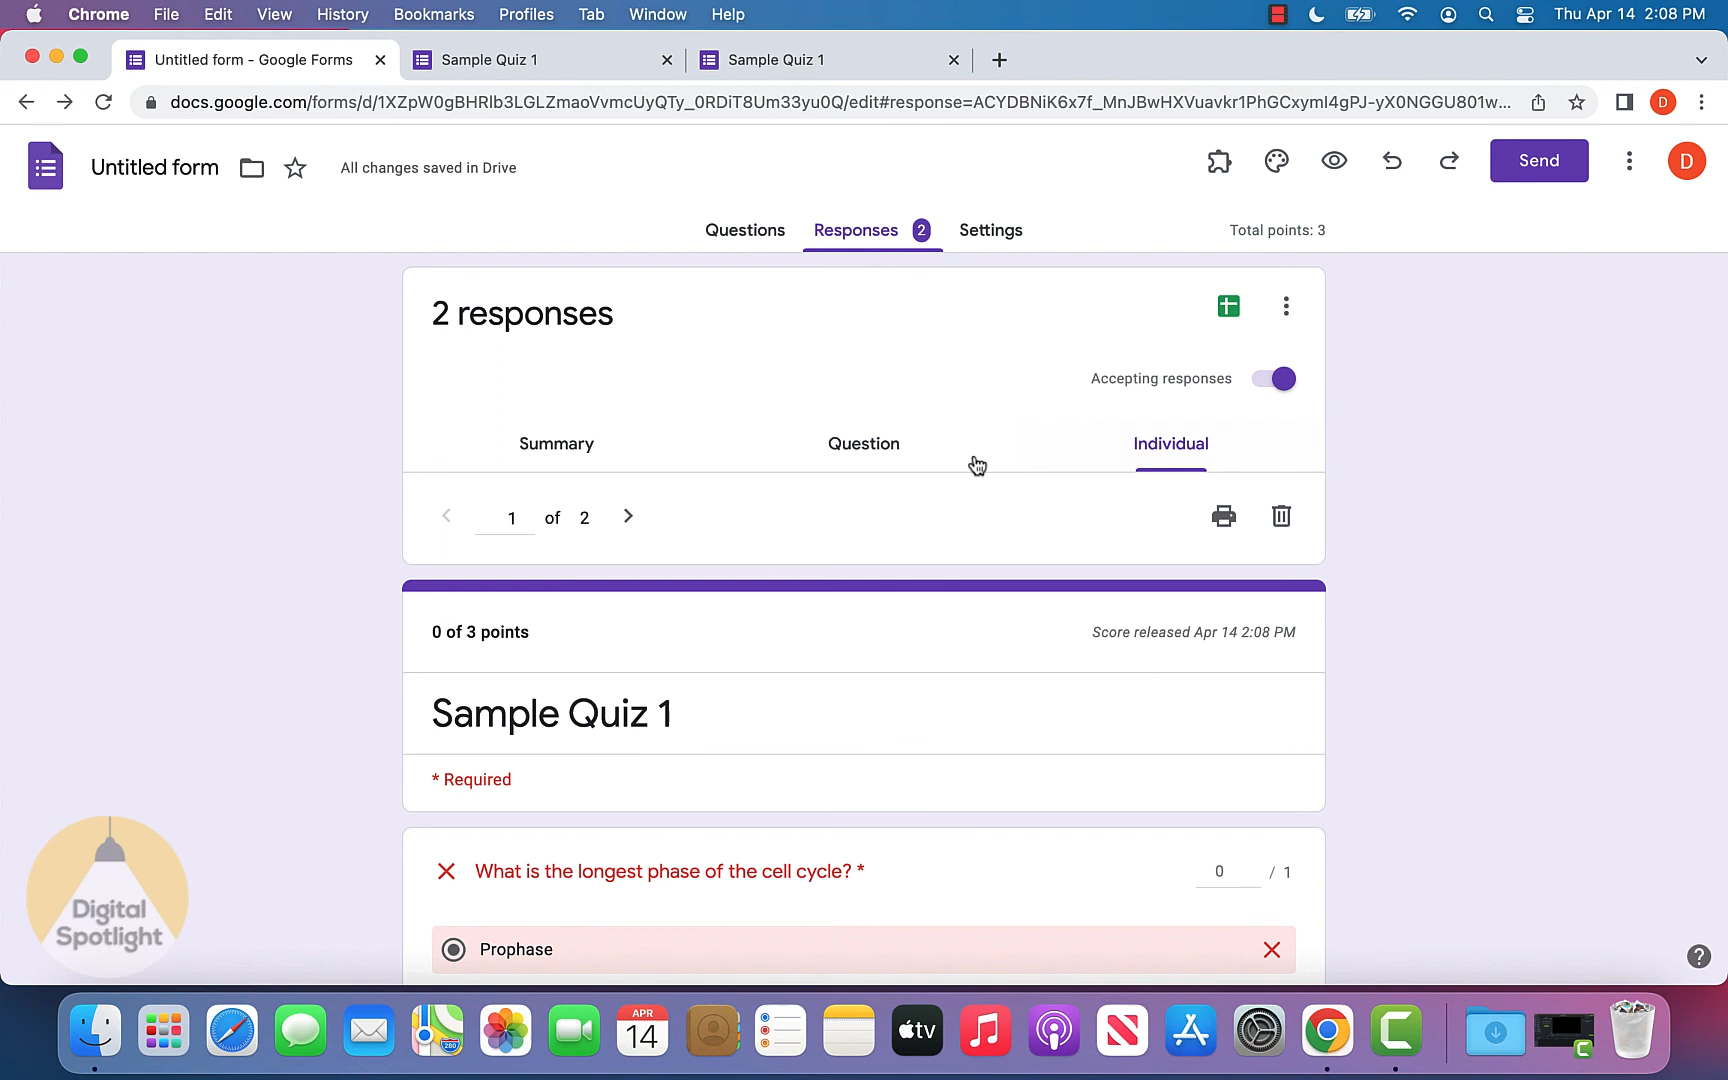 Chrome File Edit View History Bookmarks Profiles Tab Window Help Thu Apr 14 2:08 PM
Untitled form - Google Forms Sample Quiz 1 Sample Quiz 1
docs.google.com/forms/d/1XZpW0gBHRlb3LGLZmaoVvmcUyQTy_0RDiT8Um33yu0Q/edit#response=ACYDBNiK6x7f_MnJBwHXVuavkr1PhGCxyml4gPJ-yX0NGGU801w... D
Untitled form All changes saved in Drive Send D
Questions Responses 2 Settings Total points: 3
2 responses
Accepting responses
Summary Question Individual
1 of 2
0 of 3 points Score released Apr 14 2:08 PM
Sample Quiz 1
* Required
What is the longest phase of the cell cycle? * 0 / 1
Prophase
Digital
Spotlight
APR
14
280
tv